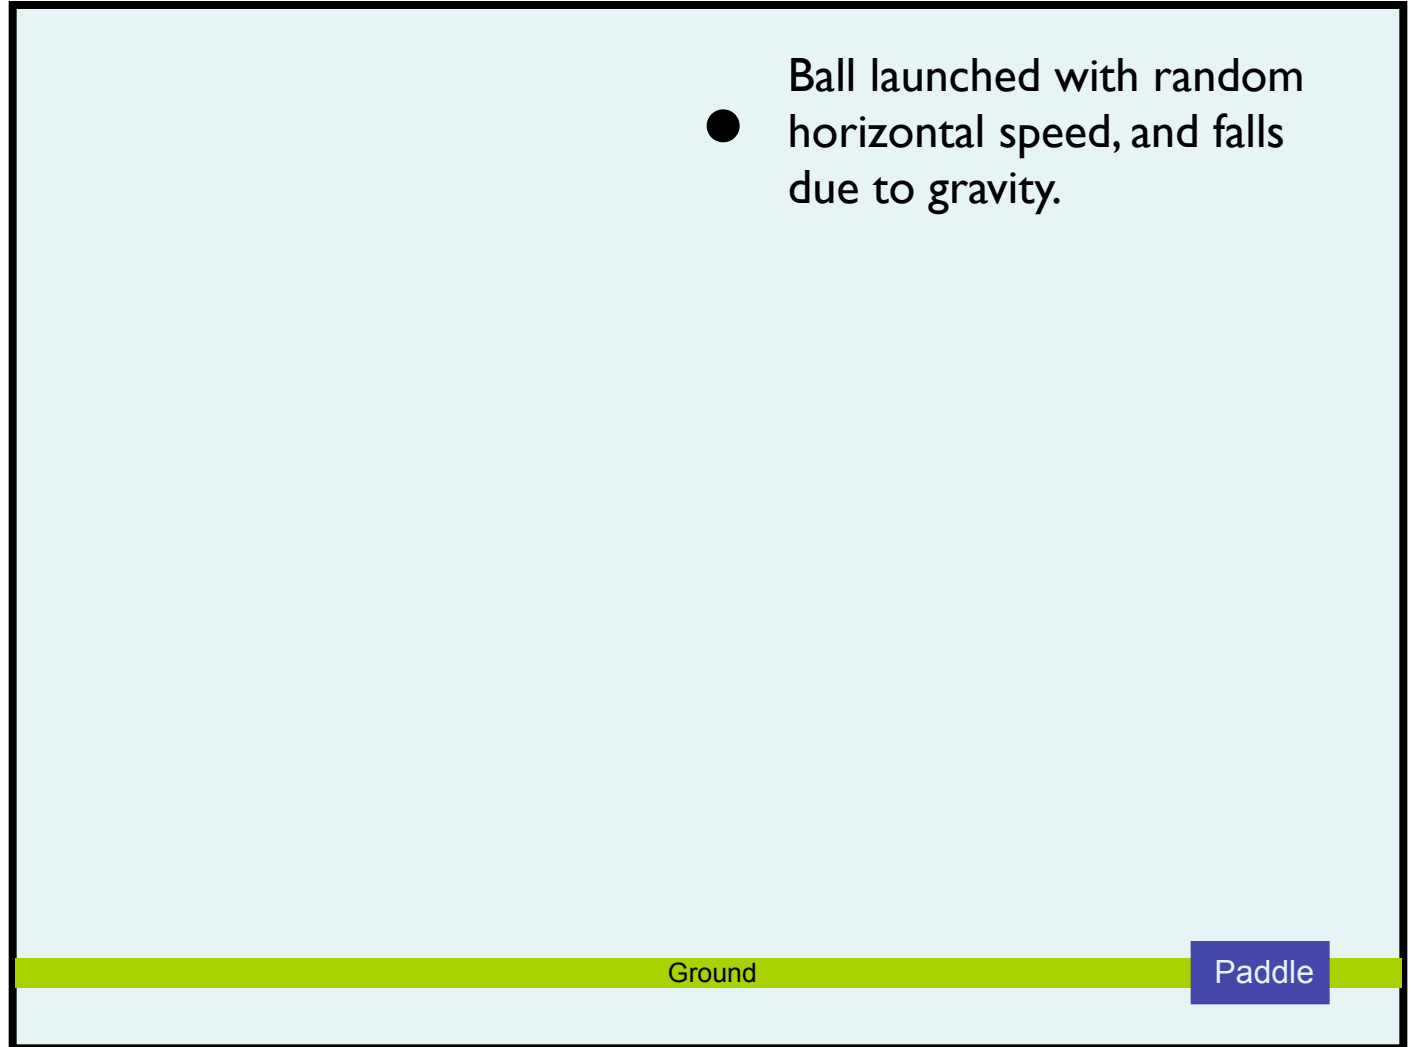 Ball launched with random
horizontal speed, and falls
due to gravity.
Ground
Paddle